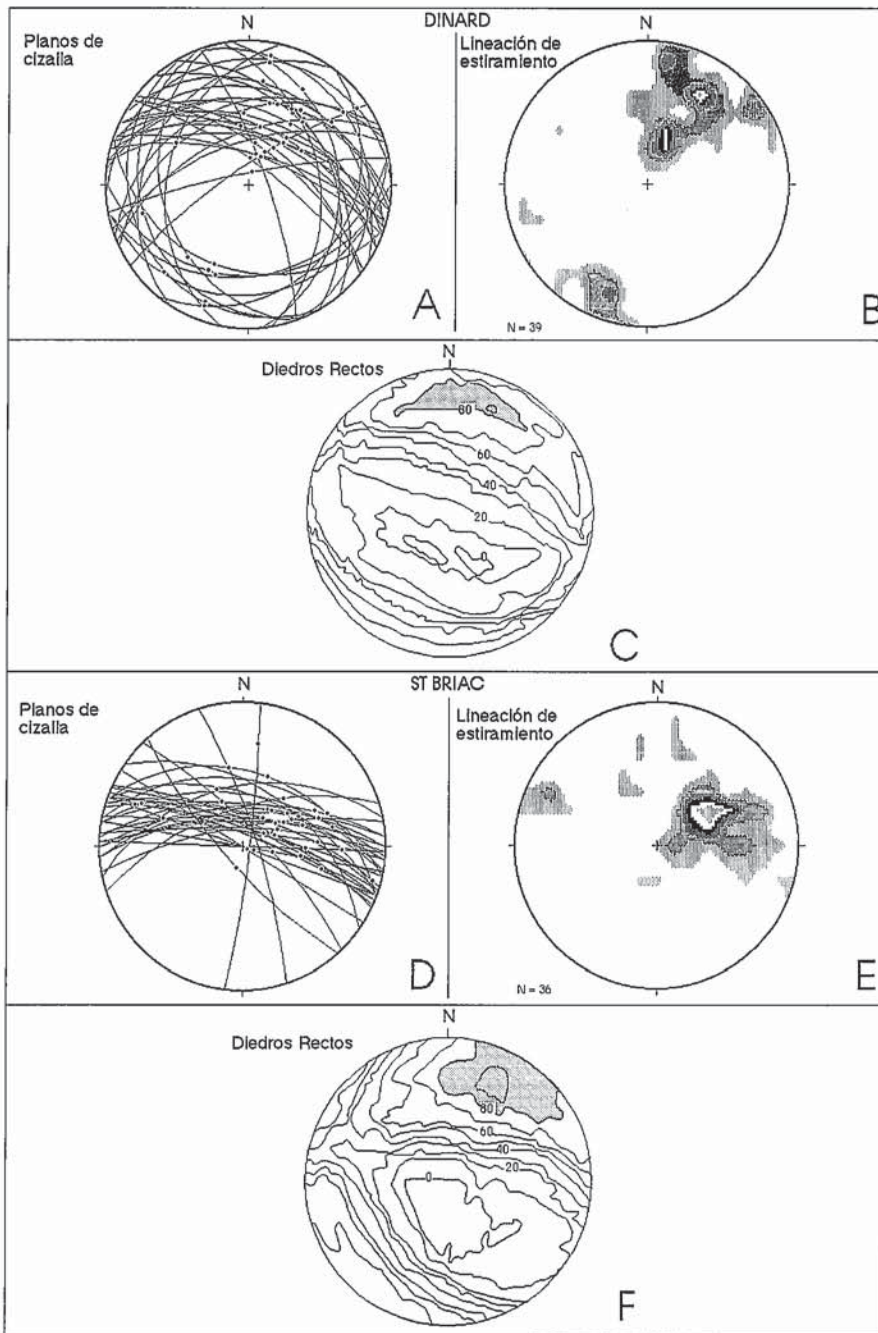 DINARD
Planos de
cizalla
N
A
Lineación de
estiramiento
N
N = 39
B
Diedros Rectos
N
80
60
40
20
0
C
ST BRIAC
Planos de
cizalla
N
D
Lineación de
estiramiento
N
N = 36
E
Diedros Rectos
N
80
60
40
20
0
F